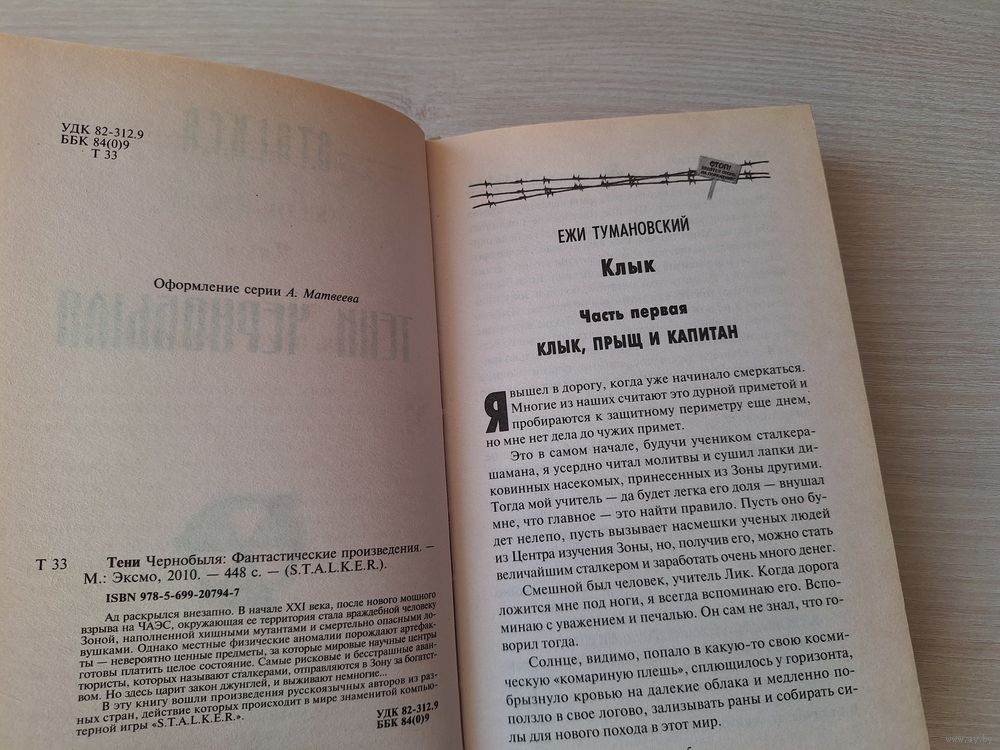 УДК 82-312.9
ББК 84(0)9
Т 33
Оформление серии А. Матвеева
Т 33
Тени Чернобыля: Фантастические произведения. —
М.: Эксмо, 2010. — 448 с. — (S.T.A.L.K.E.R.).
ISBN 978-5-699-20794-7
Ад раскрылся внезапно. В начале XXI века, после нового мощного
взрыва на ЧАЭС, окружающая ее территория стала враждебной человеку
Зоной, наполненной хищными мутантами и смертельно опасными ло-
вушками. Однако местные физические аномалии порождают артефак-
ты — невероятно ценные предметы, за которые мировые научные центры
готовы платить целое состояние. Самые рисковые и бесстрашные аван-
тюристы, которых называют сталкерами, отправляются в Зону за богатст-
вом. Но здесь царит закон джунглей, и выживают немногие...
В эту книгу вошли произведения русскоязычных авторов из раз-
ных стран, действие которых происходит в мире знаменитой компью-
терной игры «S.T.A.L.K.E.R.».
УДК 82-312.9
ББК 84(0)9
СТОП!
ЕЖИ ТУМАНОВСКИЙ
Клык
Часть первая
КЛЫК, ПРЫЩ И КАПИТАН
Я вышел в дорогу, когда уже начинало смеркаться.
Многие из наших считают это дурной приметой и
пробираются к защитному периметру еще днем,
но мне нет дела до чужих примет.
Это в самом начале, будучи учеником сталкера-
шамана, я усердно читал молитвы и сушил лапки ди-
ковинных насекомых, принесенных из Зоны другими.
Тогда мой учитель — да будет легка его доля — внушал
мне, что главное — это найти правило. Пусть оно бу-
дет нелепо, пусть вызывает насмешки ученых людей
из Центра изучения Зоны, но, получив его, можно стать
величайшим сталкером и заработать очень много денег.
Смешной был человек, учитель Лик. Когда дорога
ложится мне под ноги, я всегда вспоминаю его. Вспо-
минаю с уважением и печалью. Он сам не знал, что го-
ворил тогда.
Солнце, видимо, попало в какую-то свою косми-
ческую «комариную плешь», сплющилось у горизонта,
брызнуло кровью на далекие облака и медленно по-
ползло в свое логово, зализывать раны и собирать си-
лы для нового похода в этот мир.
www.ay.by